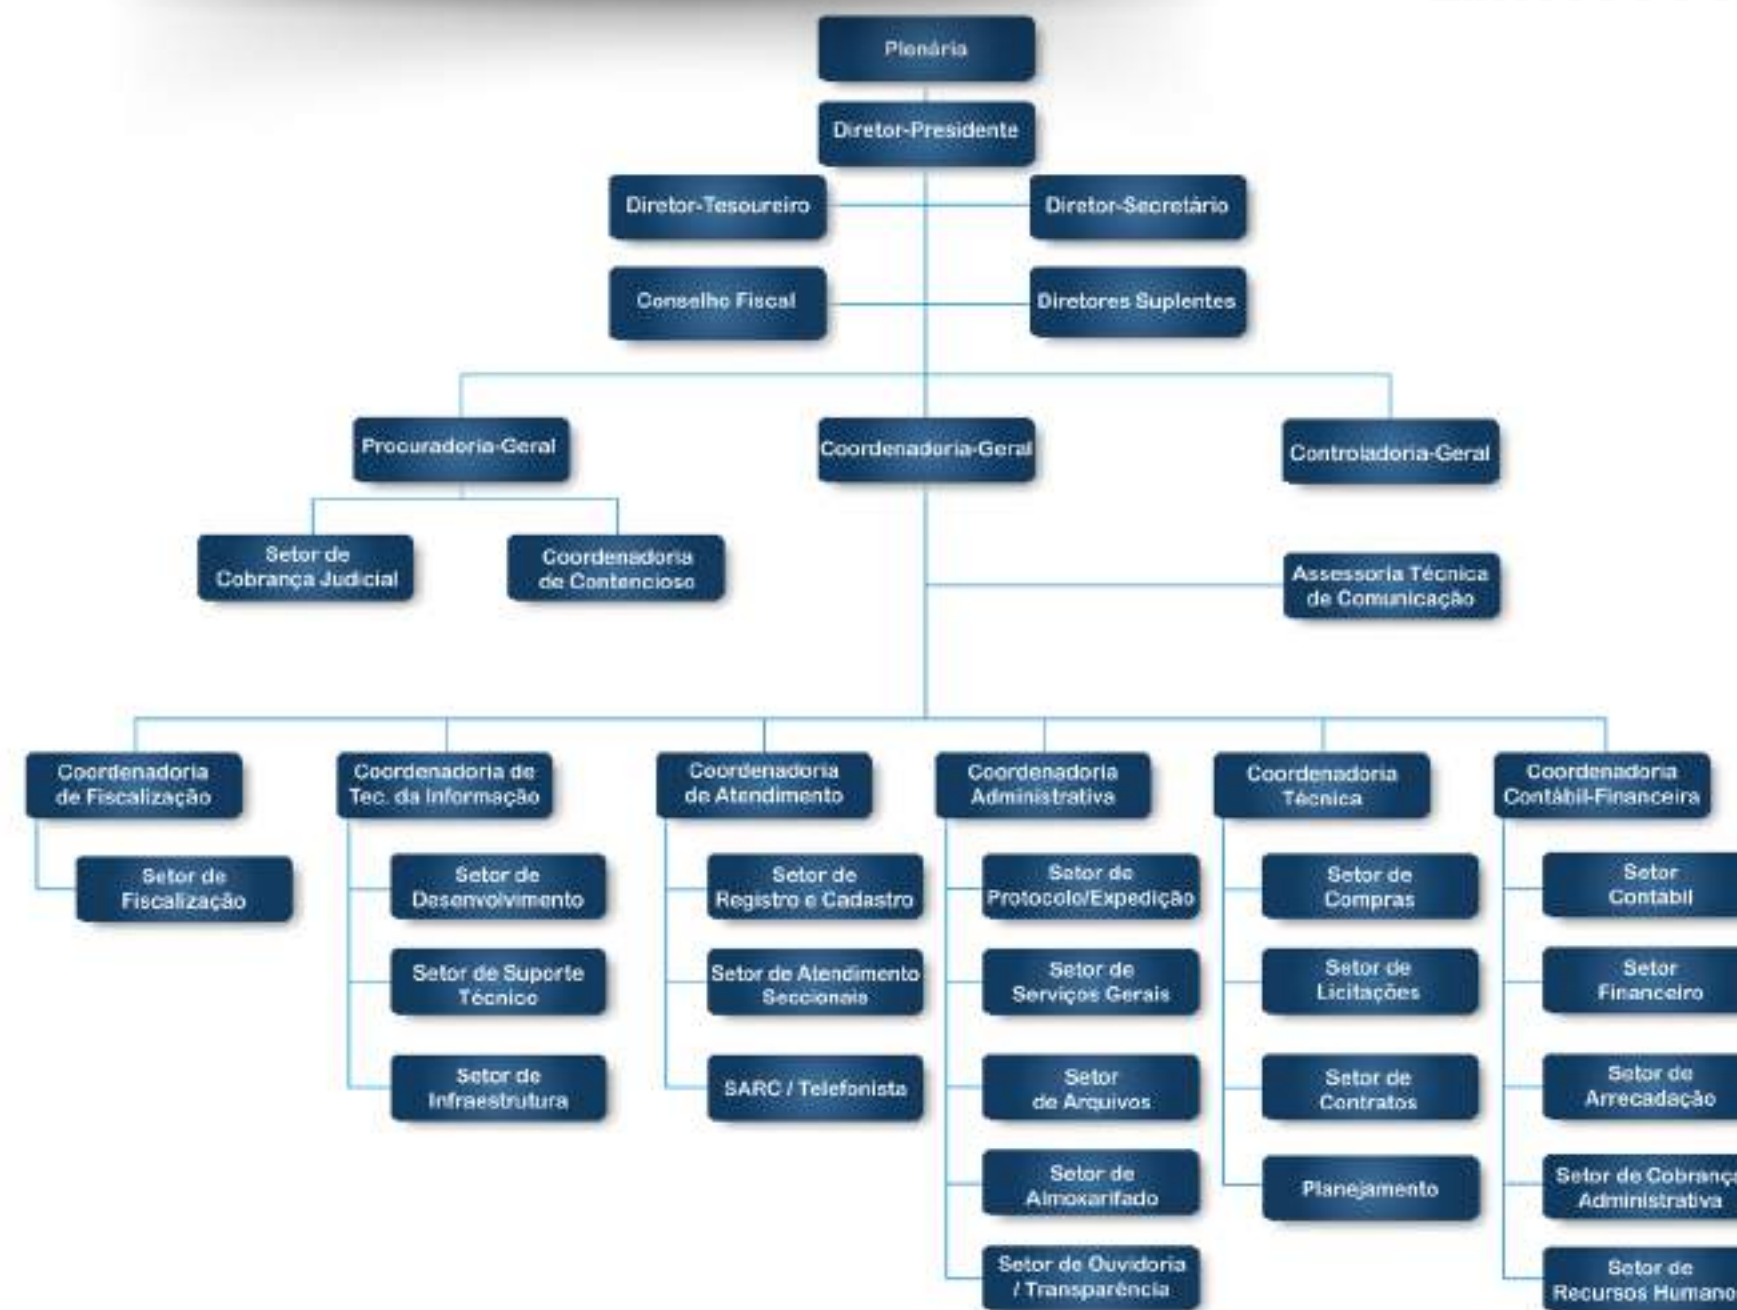 Plenária
Diretor-Presidente
Diretor-Tesoureiro
Diretor-Secretário
Conselho Fiscal
Diretores Suplentes
Procuradoria-Geral
Coordenadoria-Geral
Controladoria-Geral
Setor de
Cobrança Judicial
Coordenadoria
de Contencioso
Assessoria Técnica
de Comunicação
Coordenadoria
de Fiscalização
Coordenadoria de
Tec. da Informação
Coordenadoria
de Atendimento
Coordenadoria
Administrativa
Coordenadoria
Técnica
Coordenadoria
Contábil-Financeira
Setor de
Fiscalização
Setor de
Desenvolvimento
Setor de
Registro e Cadastro
Setor de
Protocolo/Expedição
Setor de
Compras
Setor
Contábil
Setor de Suporte
Técnico
Setor de Atendimento
Seccionais
Setor de
Serviços Gerais
Setor de
Licitações
Setor
Financeiro
Setor de
Infraestrutura
SARC / Telefonista
Setor
de Arquivos
Setor de
Contratos
Setor de
Arrecadação
Setor de
Almoxarifado
Planejamento
Setor de Cobrança
Administrativa
Setor de Ouvidoria
/ Transparência
Setor de
Recursos Humano